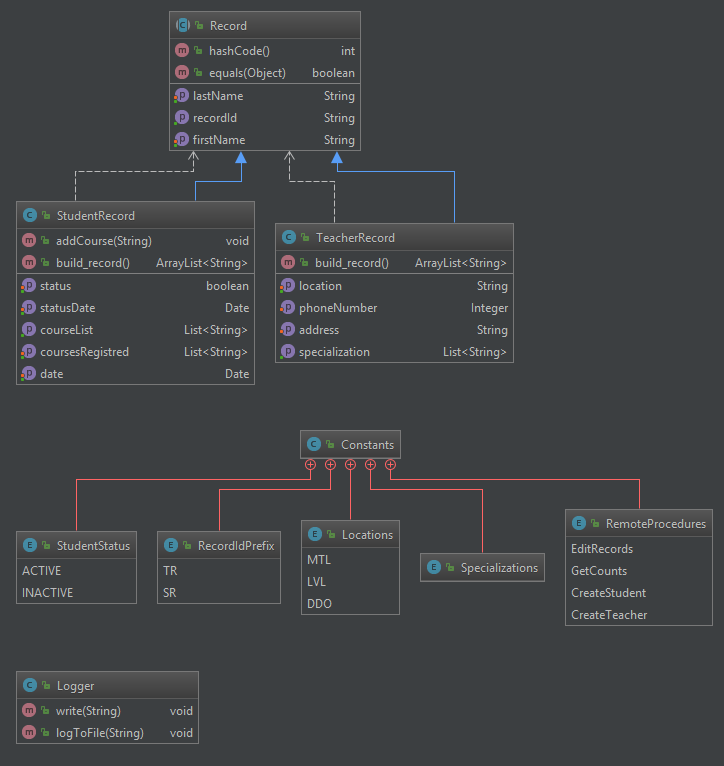 Record
hashCode() int
equals(Object) boolean
lastName String
recordId String
firstName String
StudentRecord
addCourse(String) void
build_record() ArrayList<String>
status boolean
statusDate Date
courseList List<String>
coursesRegistred List<String>
date Date
TeacherRecord
build_record() ArrayList<String>
location String
phoneNumber Integer
address String
specialization List<String>
Constants
StudentStatus
ACTIVE
INACTIVE
RecordIdPrefix
TR
SR
Locations
MTL
LVL
DDO
Specializations
RemoteProcedures
EditRecords
GetCounts
CreateStudent
CreateTeacher
Logger
write(String) void
logToFile(String) void